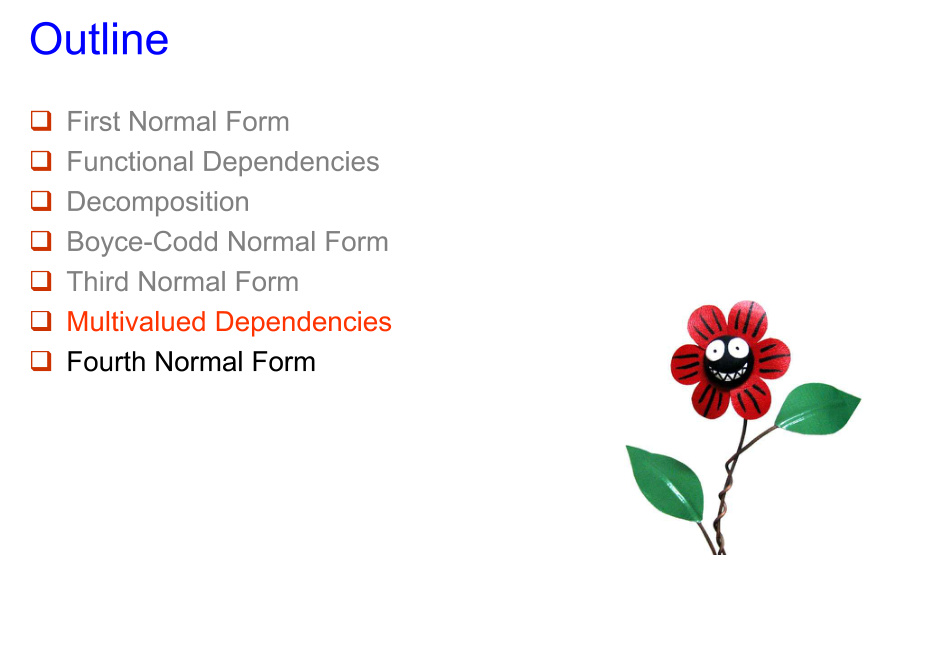 Outline
First Normal Form
Functional Dependencies
Decomposition
Boyce-Codd Normal Form
Third Normal Form
Multivalued Dependencies
Fourth Normal Form